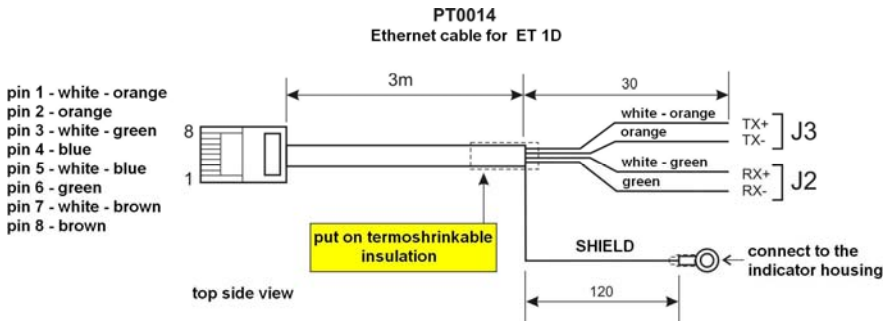 PT0014
Ethernet cable for ET 1D
pin 1 - white - orange
pin 2 - orange
pin 3 - white - green
pin 4 - blue
pin 5 - white - blue
pin 6 - green
pin 7 - white - brown
pin 8 - brown
8
1
3m
30
white - orange
TX+
orange
TX-
J3
white - green
RX+
green
RX-
J2
put on termoshrinkable
insulation
SHIELD
connect to the
indicator housing
120
top side view